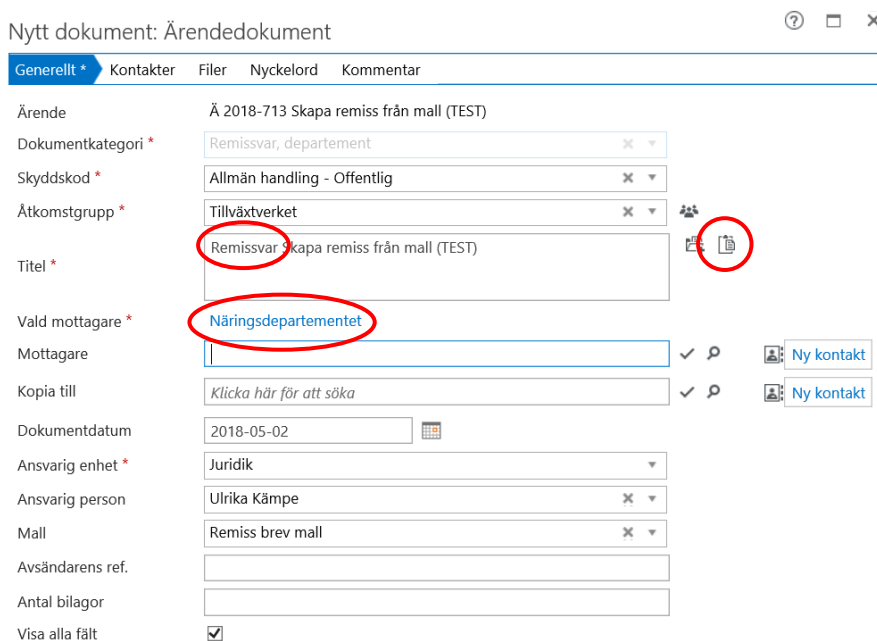 Nytt dokument: Ärendedokument
Generellt * Kontakter Filer Nyckelord Kommentar
Ärende Ä 2018-713 Skapa remiss från mall (TEST)
Dokumentkategori * Remissvar, departement
Skyddskod * Allmän handling - Offentlig
Åtkomstgrupp * Tillväxtverket
Titel * Remissvar Skapa remiss från mall (TEST)
Vald mottagare * Näringsdepartementet
Mottagare Ny kontakt
Kopia till Klicka här för att söka Ny kontakt
Dokumentdatum 2018-05-02
Ansvarig enhet * Juridik
Ansvarig person Ulrika Kämpe
Mall Remiss brev mall
Avsändarens ref.
Antal bilagor
Visa alla fält